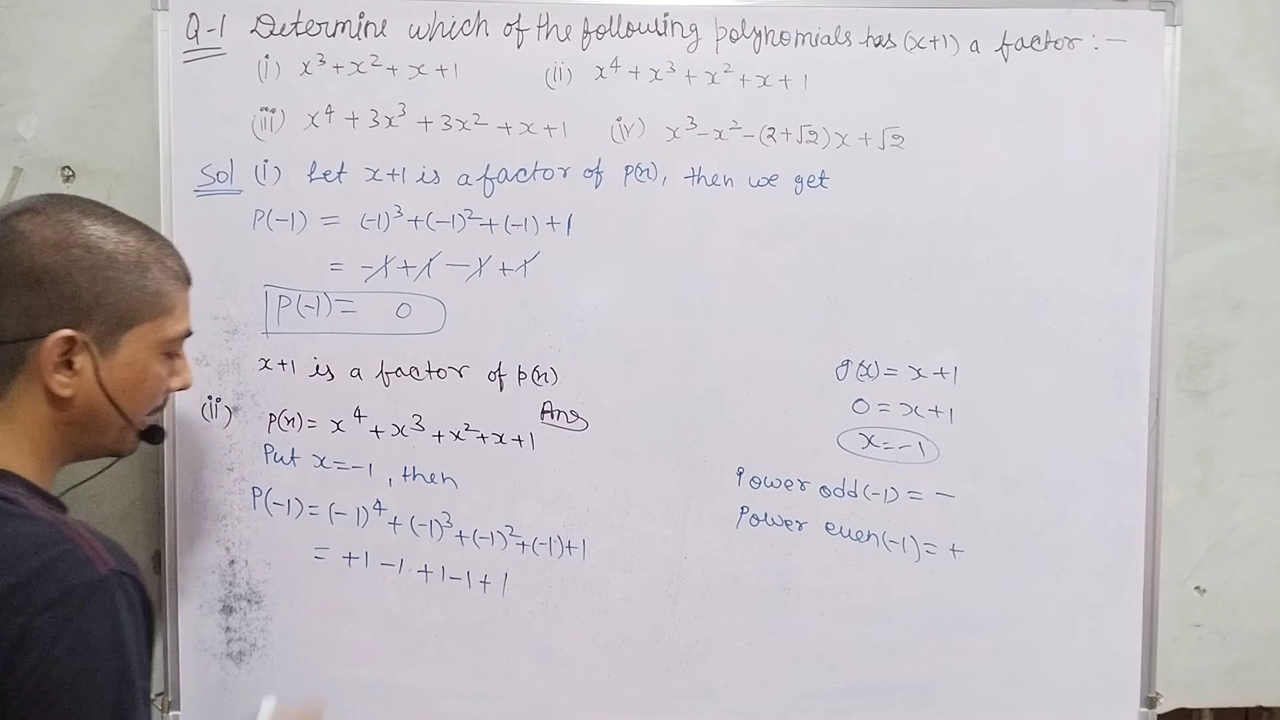 Q-1 Determine which of the following polynomials has (x+1) a factor :-
(i) x³+x²+x+1 (ii) x⁴+x³+x²+x+1
(iii) x⁴+3x³+3x²+x+1 (iv) x³-x²-(2+√2)x+√2
Sol (i) Let x+1 is a factor of P(x), then we get
P(-1) = (-1)³+(-1)²+(-1)+1
= -1+1-1+1
P(-1) = 0
x+1 is a factor of p(x)
Ans
(ii) p(x) = x⁴+x³+x²+x+1
Put x=-1, then
P(-1) = (-1)⁴+(-1)³+(-1)²+(-1)+1
= +1-1+1-1+1
g(x) = x+1
0 = x+1
x=-1
Power odd(-1) = -
Power even(-1) = +